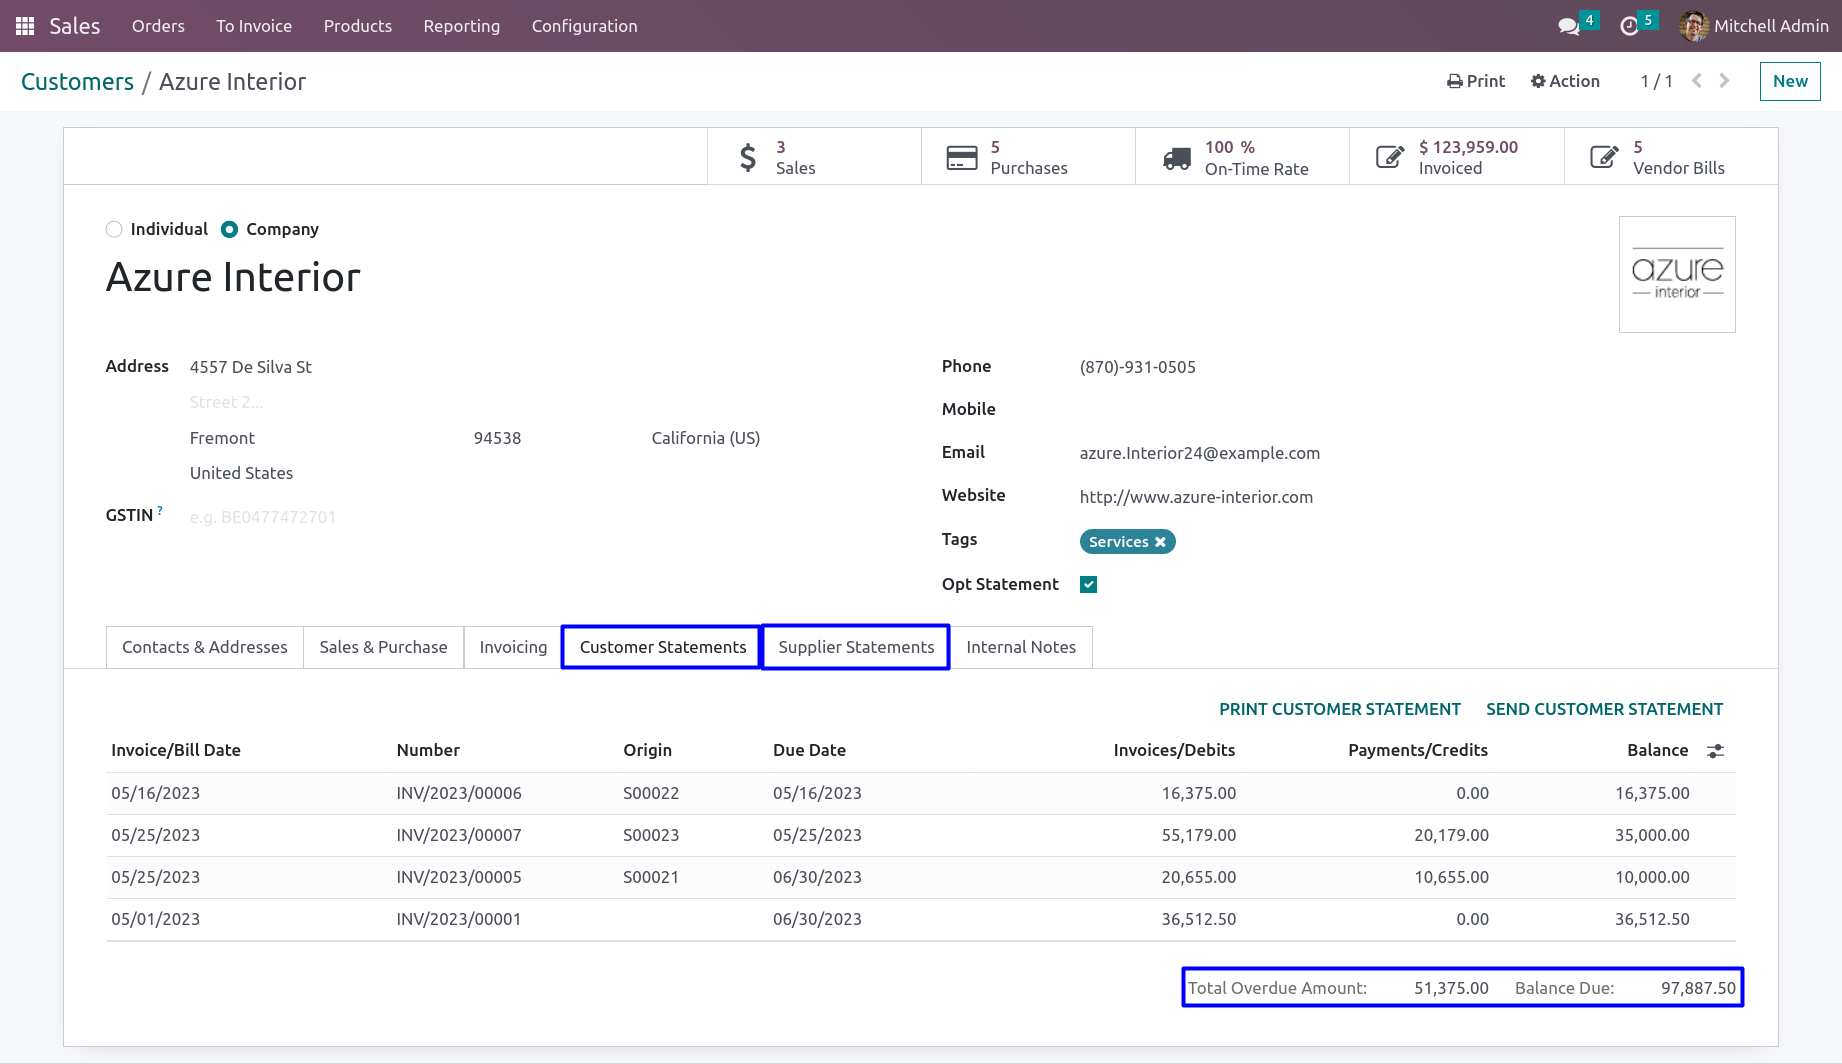 Sales Orders To Invoice Products Reporting Configuration 4 5 Mitchell Admin
Customers / Azure Interior Print Action 1 / 1 New
3 5 100 % $ 123,959.00 5
Sales Purchases On-Time Rate Invoiced Vendor Bills
Individual Company
Azure Interior
azure
interior
Address 4557 De Silva St Phone (870)-931-0505
Street 2...
Mobile
Fremont 94538 California (US)
Email azure.Interior24@example.com
United States
Website http://www.azure-interior.com
GSTIN ? e.g. BE0477472701
Tags Services
Opt Statement
Contacts & Addresses Sales & Purchase Invoicing Customer Statements Supplier Statements Internal Notes
PRINT CUSTOMER STATEMENT SEND CUSTOMER STATEMENT
Invoice/Bill Date Number Origin Due Date Invoices/Debits Payments/Credits Balance
05/16/2023 INV/2023/00006 S00022 05/16/2023 16,375.00 0.00 16,375.00
05/25/2023 INV/2023/00007 S00023 05/25/2023 55,179.00 20,179.00 35,000.00
05/25/2023 INV/2023/00005 S00021 06/30/2023 20,655.00 10,655.00 10,000.00
05/01/2023 INV/2023/00001 06/30/2023 36,512.50 0.00 36,512.50
Total Overdue Amount: 51,375.00 Balance Due: 97,887.50